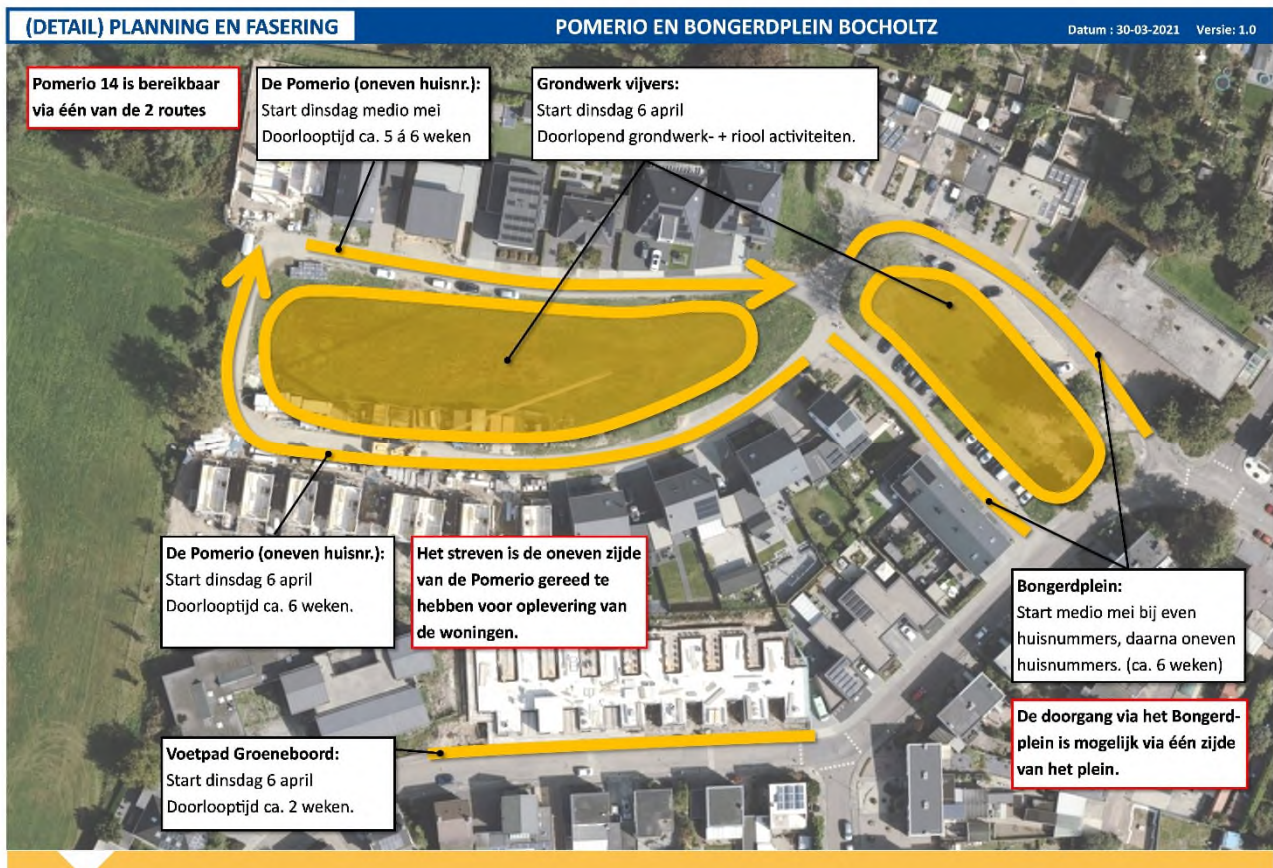 (DETAIL) PLANNING EN FASERING
POMERIO EN BONGERDPLEIN BOCHOLTZ
Datum : 30-03-2021 Versie: 1.0
Pomerio 14 is bereikbaar
via één van de 2 routes
De Pomerio (oneven huisnr.):
Start dinsdag medio mei
Doorlooptijd ca. 5 á 6 weken
Grondwerk vijvers:
Start dinsdag 6 april
Doorlopend grondwerk- + riool activiteiten.
De Pomerio (oneven huisnr.):
Start dinsdag 6 april
Doorlooptijd ca. 6 weken.
Het streven is de oneven zijde
van de Pomerio gereed te
hebben voor oplevering van
de woningen.
Bongerdplein:
Start medio mei bij even
huisnummers, daarna oneven
huisnummers. (ca. 6 weken)
De doorgang via het Bongerd-
plein is mogelijk via één zijde
van het plein.
Voetpad Groeneboord:
Start dinsdag 6 april
Doorlooptijd ca. 2 weken.